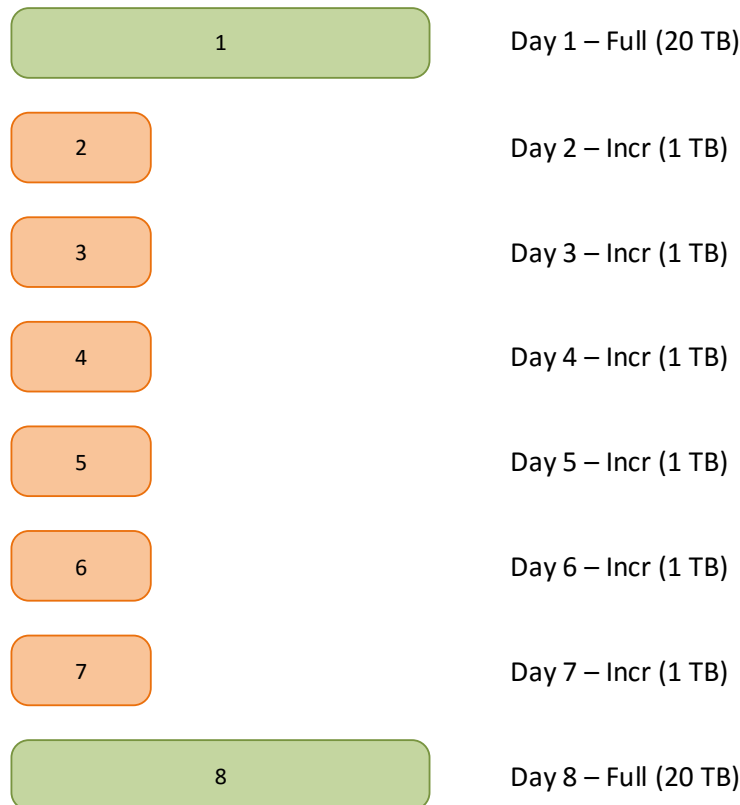 1 Day 1 – Full (20 TB)
2 Day 2 – Incr (1 TB)
3 Day 3 – Incr (1 TB)
4 Day 4 – Incr (1 TB)
5 Day 5 – Incr (1 TB)
6 Day 6 – Incr (1 TB)
7 Day 7 – Incr (1 TB)
8 Day 8 – Full (20 TB)